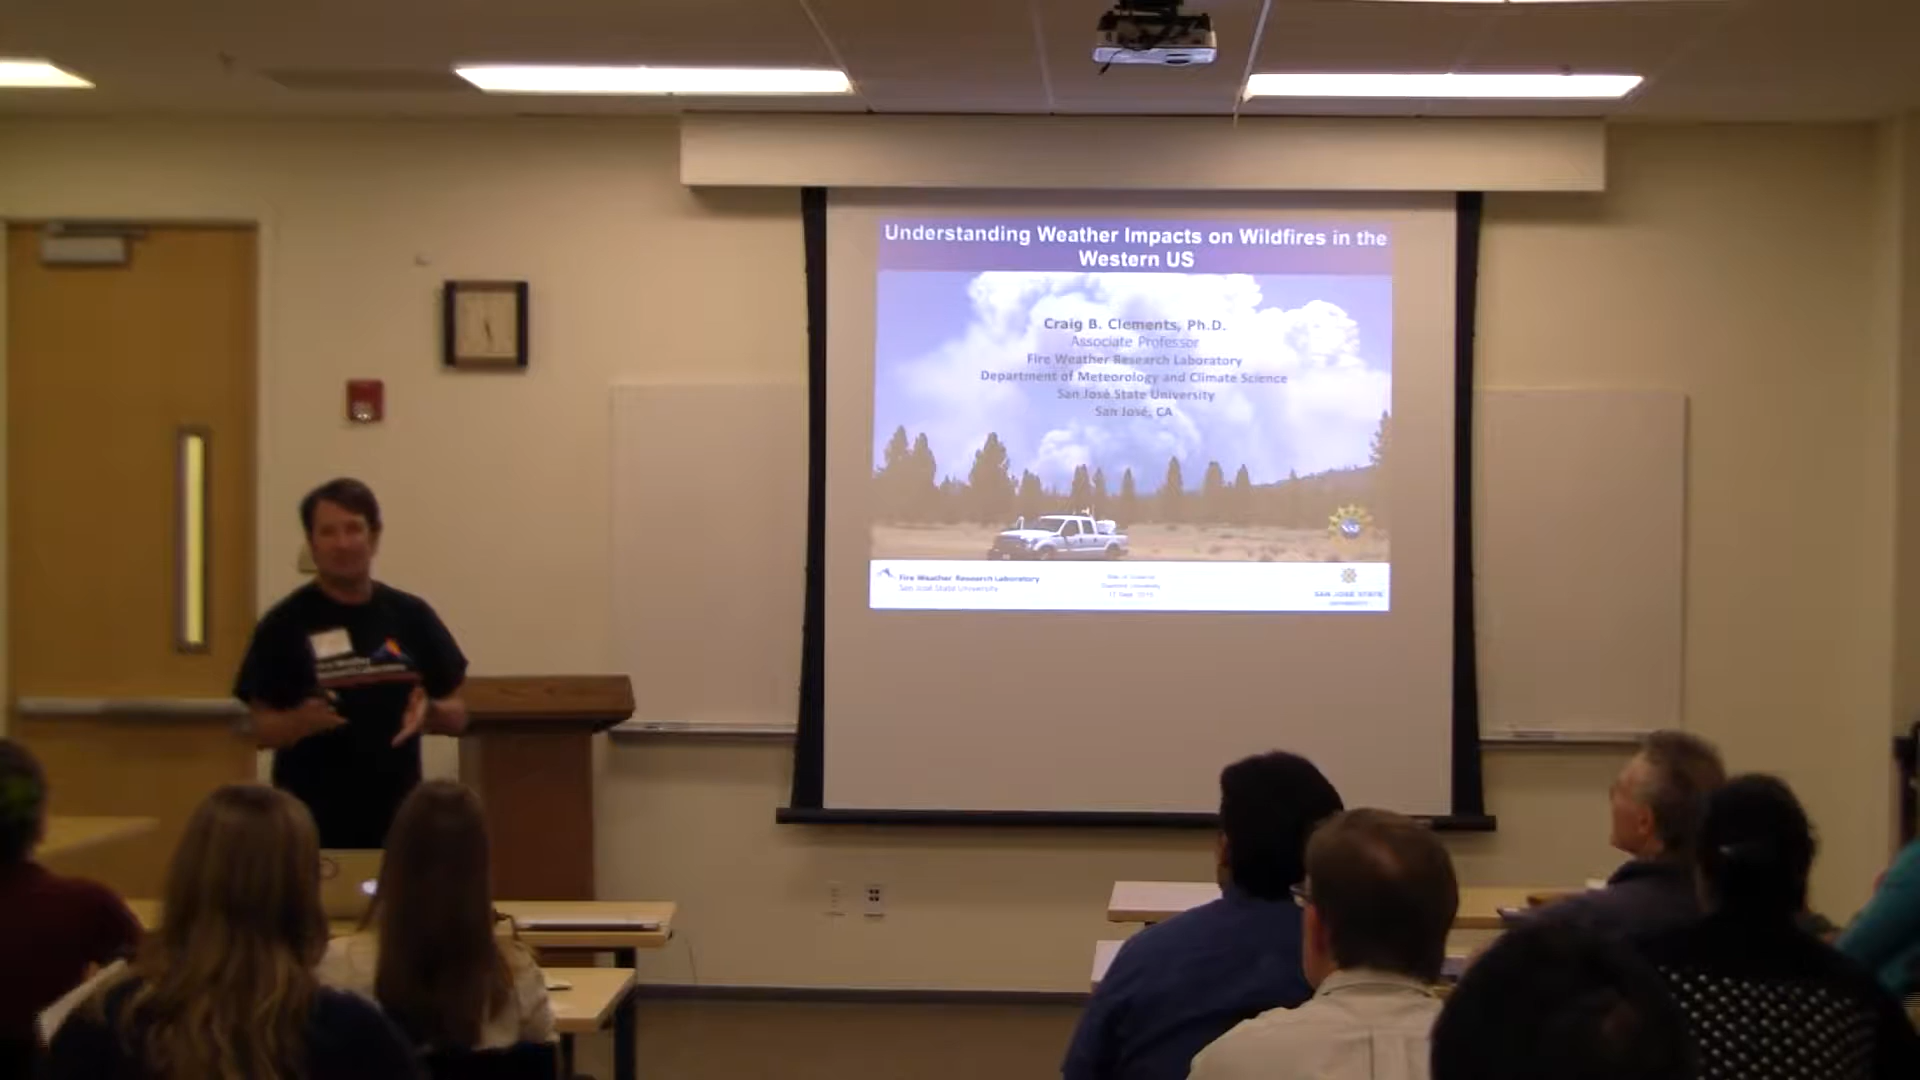 Understanding Weather Impacts on Wildfires in the
Western US
Craig B. Clements, Ph.D.
Associate Professor
Fire Weather Research Laboratory
Department of Meteorology and Climate Science
San José State University
San José, CA
Fire Weather Research Laboratory
San José State University
SAN JOSÉ STATE
UNIVERSITY